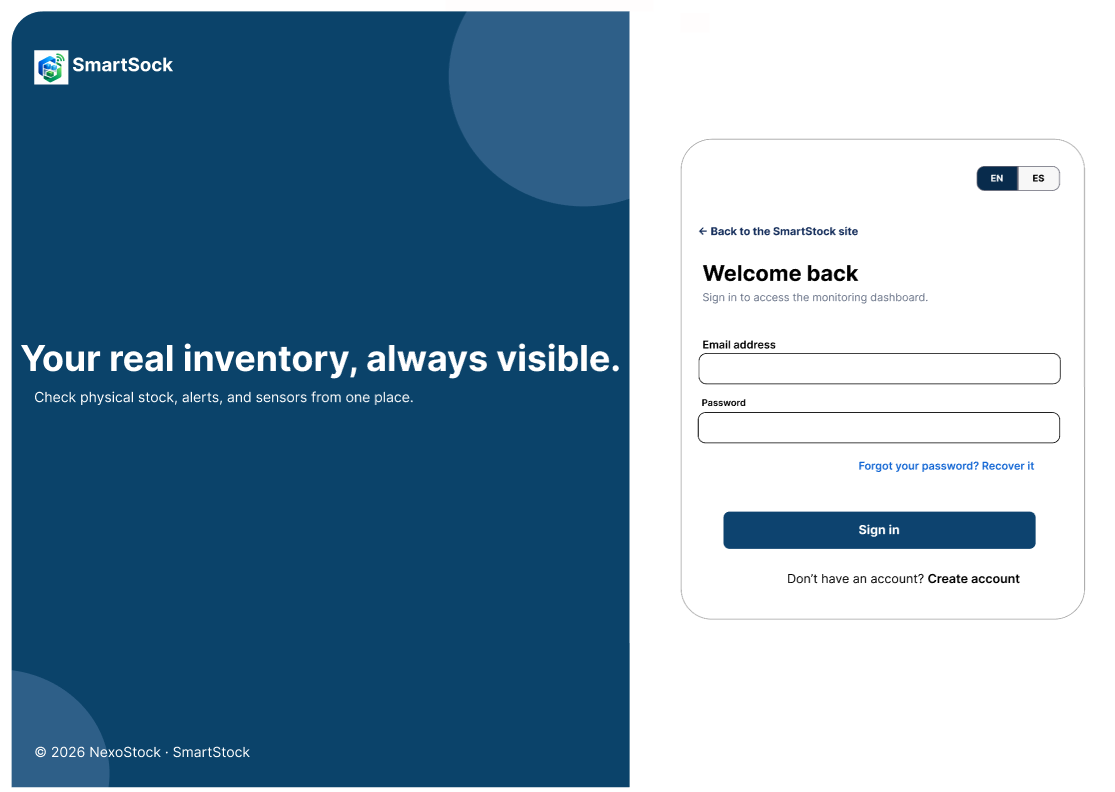 SmartSock
Your real inventory, always visible.
Check physical stock, alerts, and sensors from one place.
© 2026 NexoStock · SmartStock
EN ES
← Back to the SmartStock site
Welcome back
Sign in to access the monitoring dashboard.
Email address
Password
Forgot your password? Recover it
Sign in
Don’t have an account? Create account